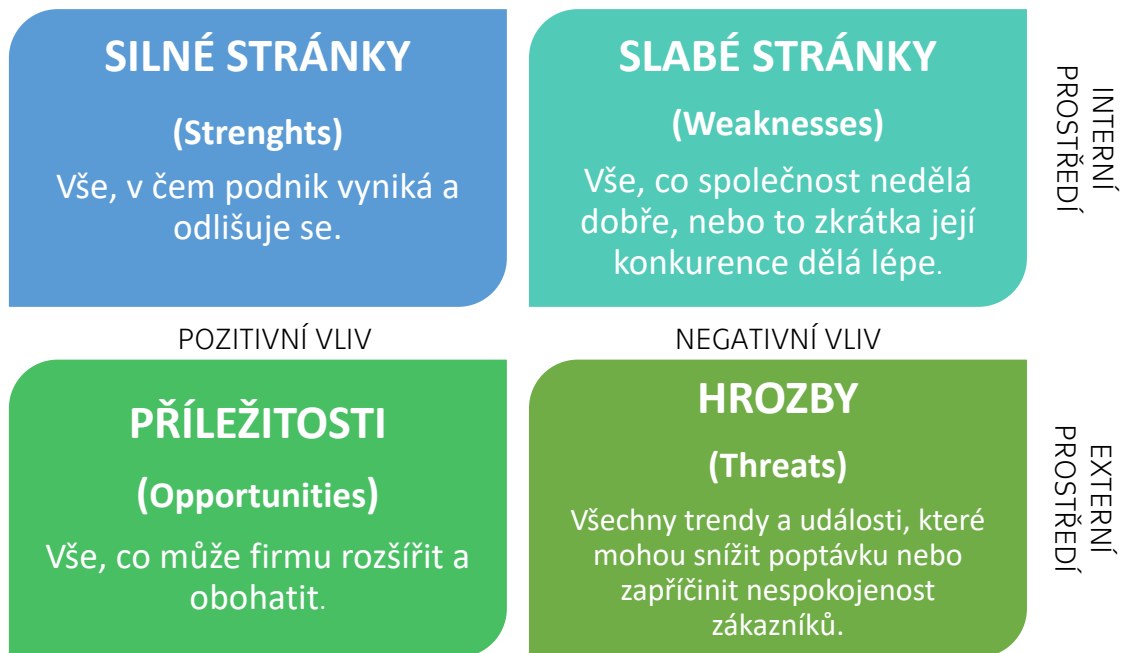 SILNÉ STRÁNKY
(Strenghts)
Vše, v čem podnik vyniká a
odlišuje se.
SLABÉ STRÁNKY
(Weaknesses)
Vše, co společnost nedělá
dobře, nebo to zkrátka její
konkurence dělá lépe.
INTERNÍ
PROSTŘEDÍ
POZITIVNÍ VLIV
NEGATIVNÍ VLIV
PŘÍLEŽITOSTI
(Opportunities)
Vše, co může firmu rozšířit a
obohatit.
HROZBY
(Threats)
Všechny trendy a události, které
mohou snížit poptávku nebo
zapříčinit nespokojenost
zákazníků.
EXTERNÍ
PROSTŘEDÍ